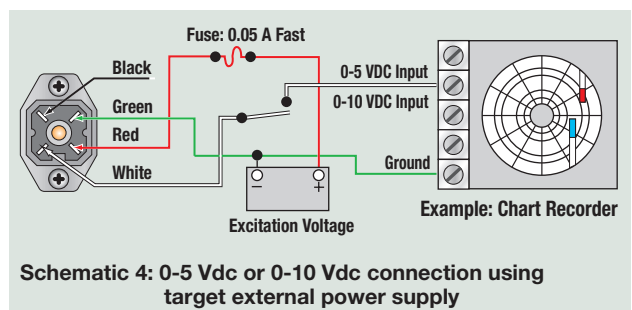 Fuse: 0.05 A Fast
Black
0-5 VDC Input
Green
0-10 VDC Input
Red
White
Ground
− +
Excitation Voltage
Example: Chart Recorder
Schematic 4: 0-5 Vdc or 0-10 Vdc connection using
target external power supply